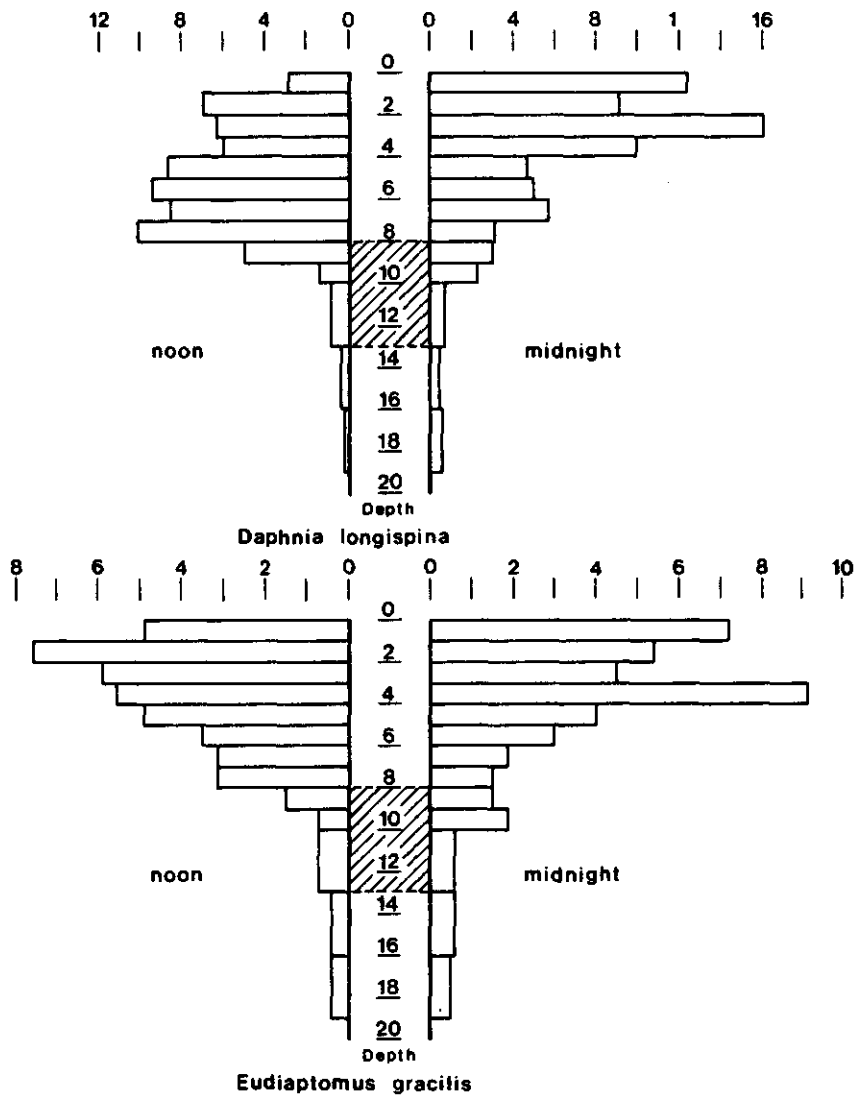 12 8 4 0 0 4 8 1 16
0
2
4
6
8
10
12
noon midnight
14
16
18
20
Depth
Daphnia longispina
8 6 4 2 0 0 2 4 6 8 10
0
2
4
6
8
10
12
noon midnight
14
16
18
20
Depth
Eudiaptomus gracilis